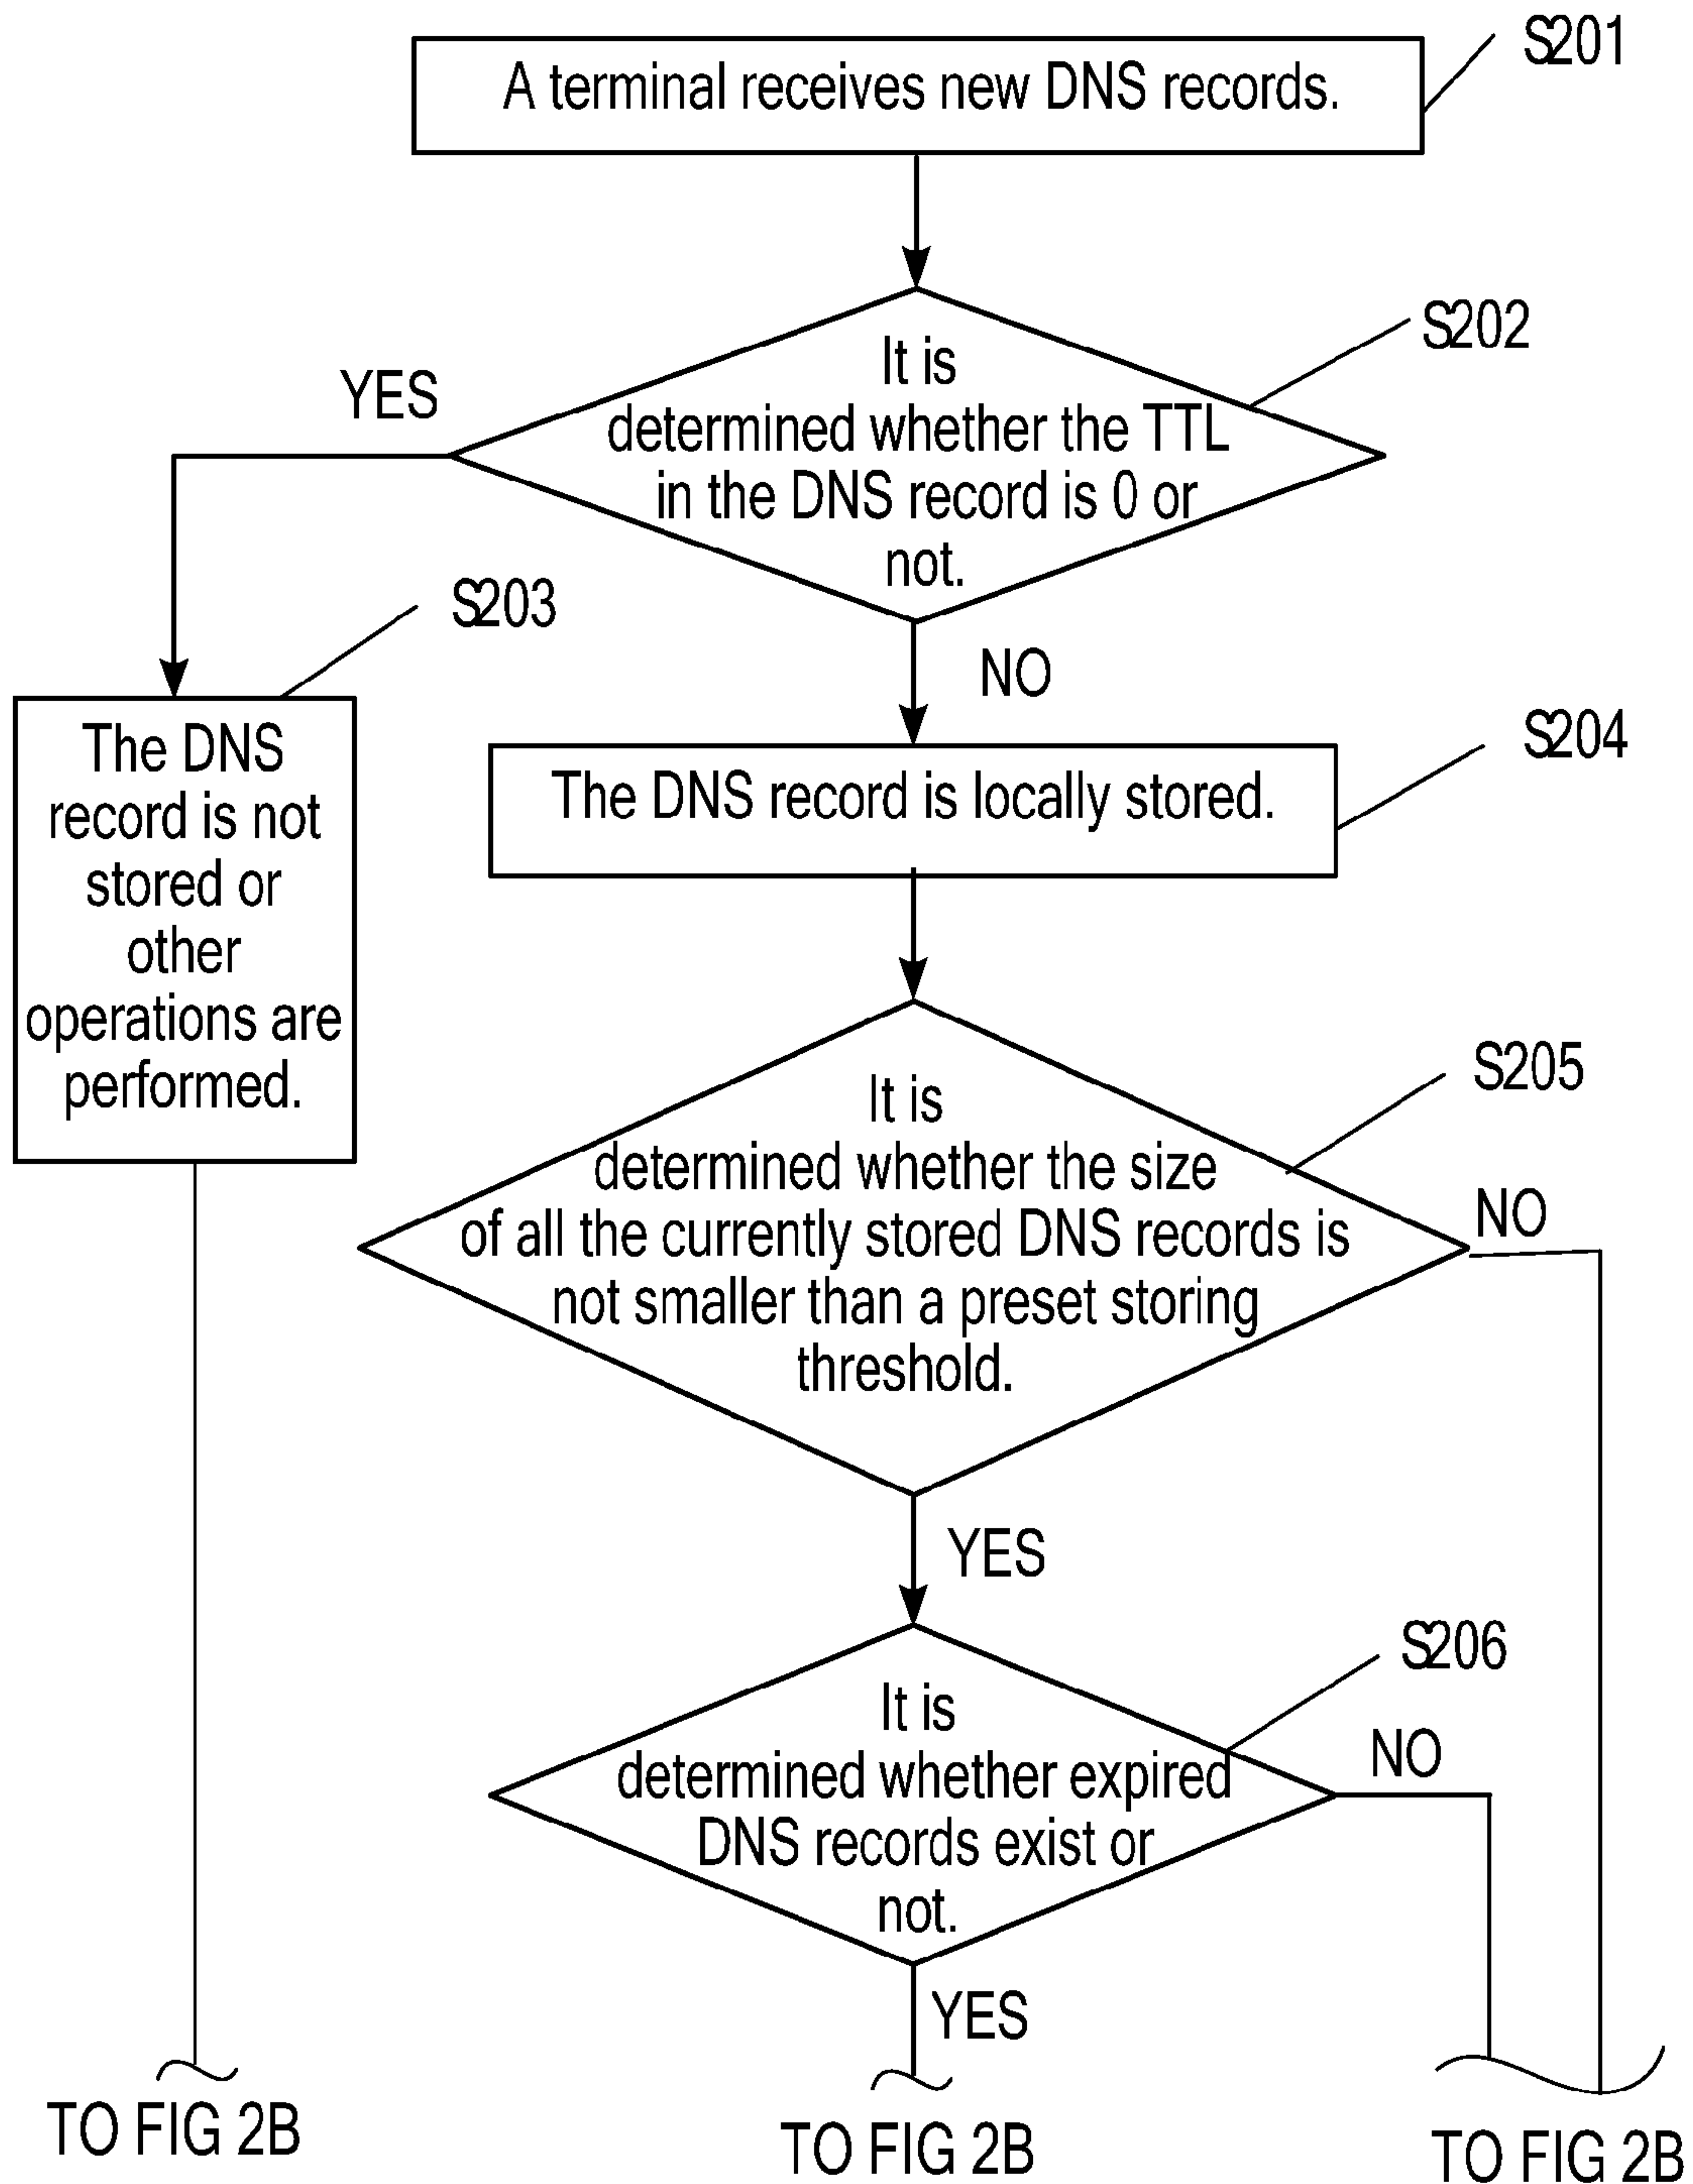 S201
A terminal receives new DNS records.
S202
YES
It is
determined whether the TTL
in the DNS record is 0 or
not.
S203
NO
The DNS
record is not
stored or
other
operations are
performed.
S204
The DNS record is locally stored.
S205
It is
determined whether the size
of all the currently stored DNS records is
not smaller than a preset storing
threshold.
NO
YES
S206
It is
determined whether expired
DNS records exist or
not.
NO
YES
TO FIG 2B
TO FIG 2B
TO FIG 2B